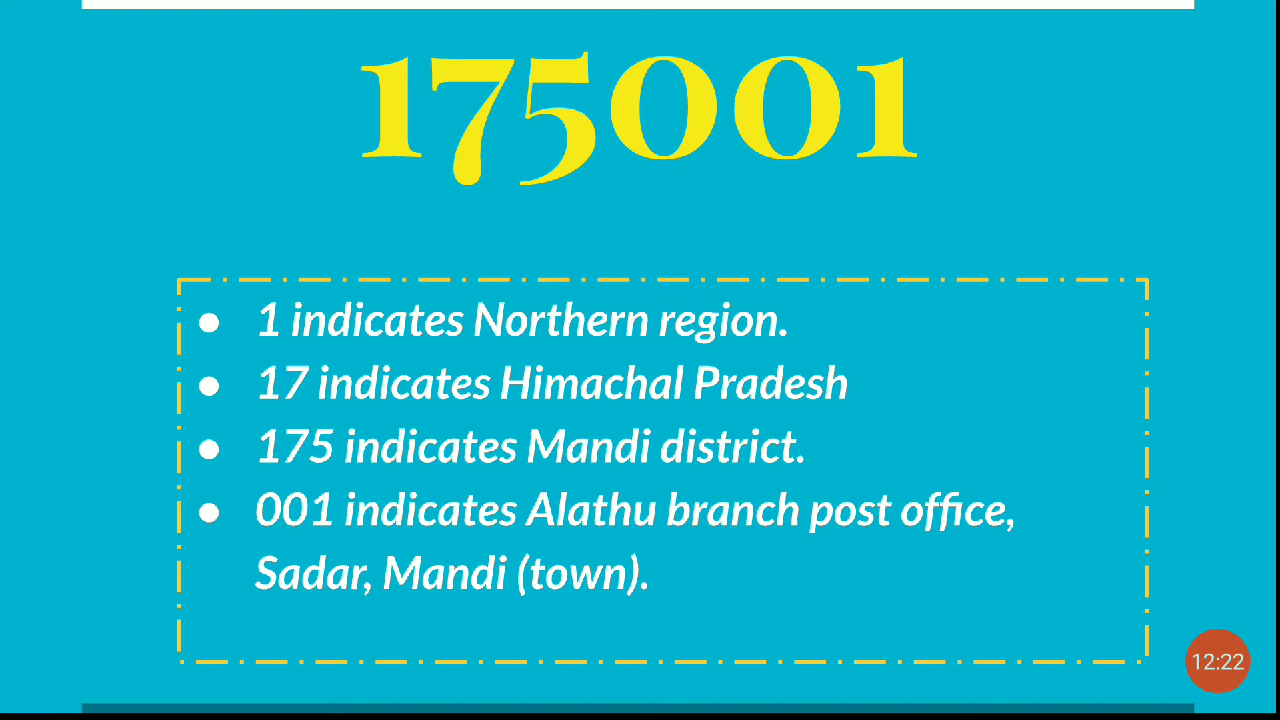 175001
● 1 indicates Northern region.
● 17 indicates Himachal Pradesh
● 175 indicates Mandi district.
● 001 indicates Alathu branch post office,
Sadar, Mandi (town).
12:22